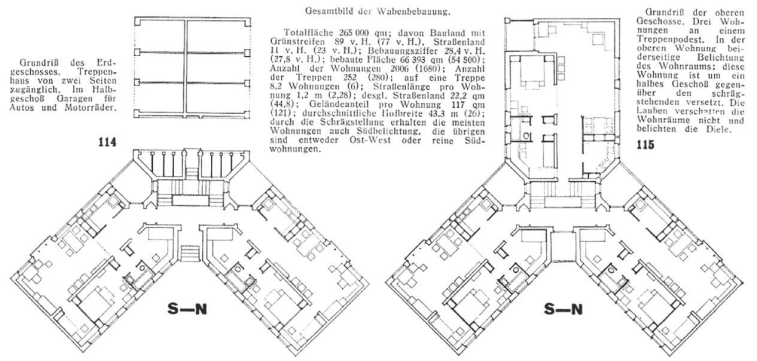 Gesamtbild der Wabenbebauung.
Grundriß des Erd-
geschosses. Treppen-
haus von zwei Seiten
zugänglich. Im Halb-
geschoß Garagen für
Autos und Motorräder.
114
Totalfläche 265 000 qm; davon Bauland mit
Grünstreifen 89 v. H. (77 v. H.), Straßenland
11 v. H. (23 v. H.); Bebauungsziffer 28,4 v. H.
(27,8 v. H.); bebaute Fläche 66 393 qm (54 500);
Anzahl der Wohnungen 2006 (1680); Anzahl
der Treppen 252 (280); auf eine Treppe
8,2 Wohnungen (6); Straßenlänge pro Woh-
nung 1,2 m (2,28); desgl. Straßenland 22,2 qm
(44,8); Geländeanteil pro Wohnung 117 qm
(121); durchschnittliche Hofbreite 43,3 m (26);
durch die Schrägstellung erhalten die meisten
Wohnungen auch Südbelichtung, die übrigen
sind entweder Ost-West oder reine Süd-
wohnungen.
Grundriß der oberen
Geschosse. Drei Woh-
nungen an einem
Treppenpodest. In der
oberen Wohnung bei-
derseitige Belichtung
des Wohnraums; diese
Wohnung ist um ein
halbes Geschoß gegen-
über den schräg-
stehenden versetzt. Die
Lauben verschatten die
Wohnräume nicht und
belichten die Diele.
115
S—N
S—N